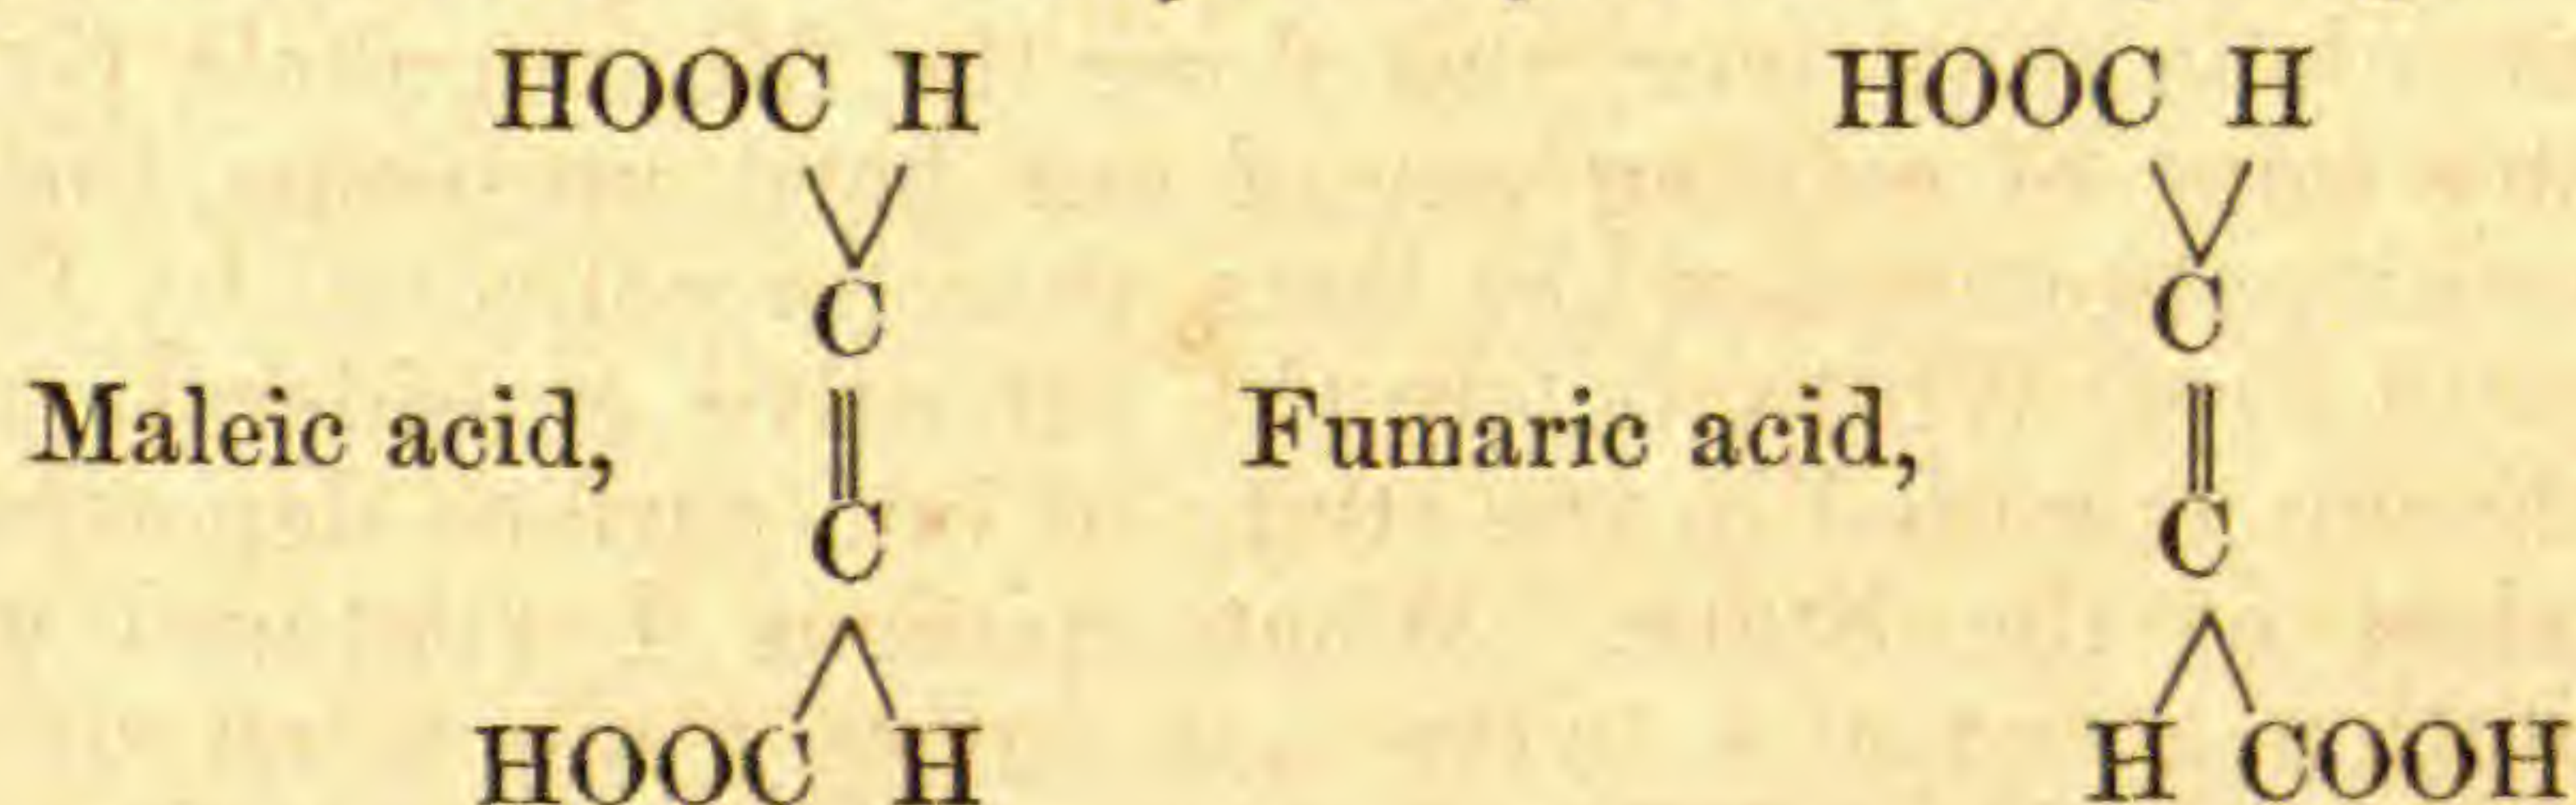 HOOC H HOOC H
C C
Maleic acid, Fumaric acid,
C C
HOOC H H COOH